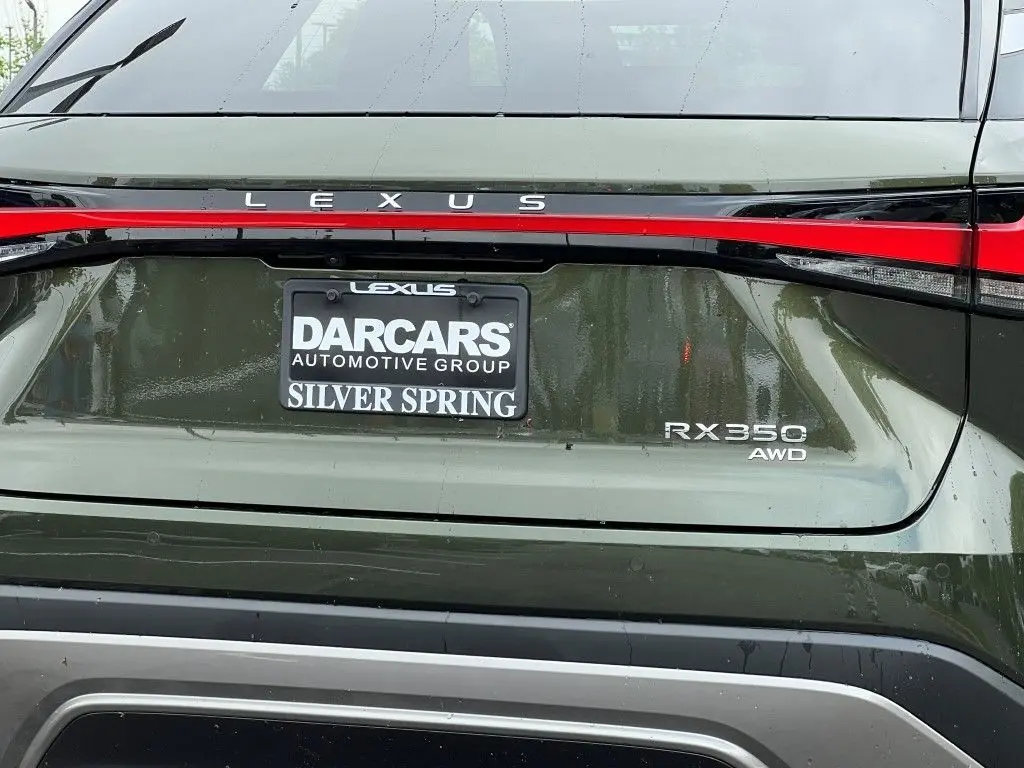 LEXUS
LEXUS
DARCARS®
AUTOMOTIVE GROUP
SILVER SPRING
RX350
AWD